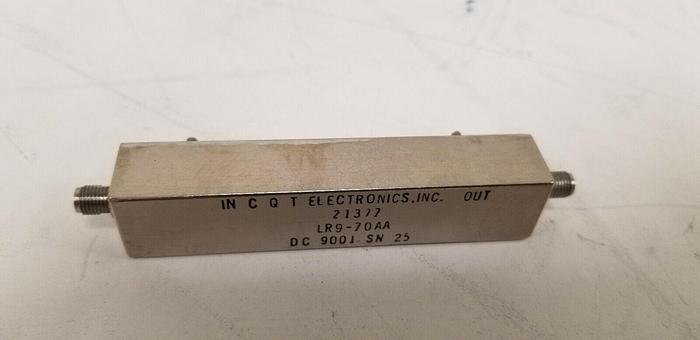 IN C Q T ELECTRONICS,INC. OUT
21377
LR9-70AA
DC 9001 SN 25